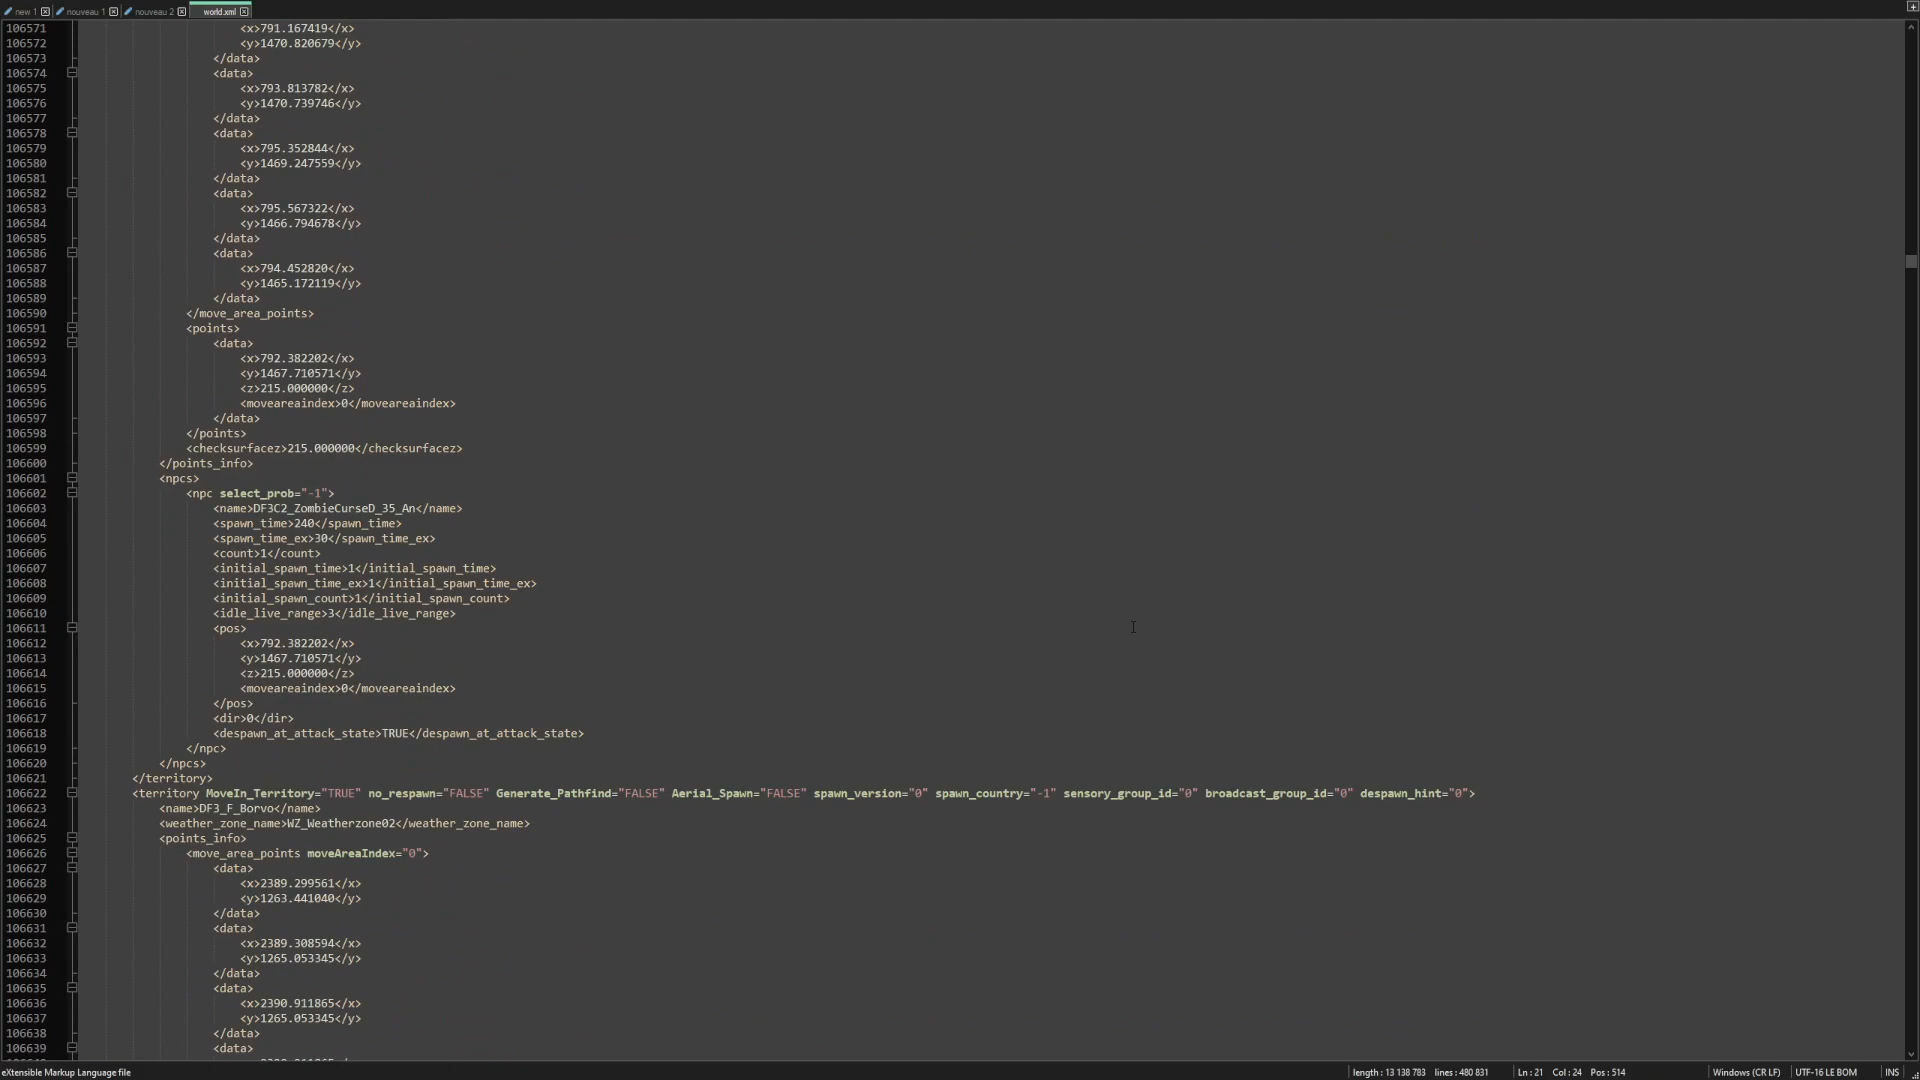 new 1
nouveau 1
nouveau 2
world.xml
106571 <x>791.167419</x>
106572 <y>1470.820679</y>
106573 </data>
106574 <data>
106575 <x>793.813782</x>
106576 <y>1470.739746</y>
106577 </data>
106578 <data>
106579 <x>795.352844</x>
106580 <y>1469.247559</y>
106581 </data>
106582 <data>
106583 <x>795.567322</x>
106584 <y>1466.794678</y>
106585 </data>
106586 <data>
106587 <x>794.452820</x>
106588 <y>1465.172119</y>
106589 </data>
106590 </move_area_points>
106591 <points>
106592 <data>
106593 <x>792.382202</x>
106594 <y>1467.710571</y>
106595 <z>215.000000</z>
106596 <moveareaindex>0</moveareaindex>
106597 </data>
106598 </points>
106599 <checksurfacez>215.000000</checksurfacez>
106600 </points_info>
106601 <npcs>
106602 <npc select_prob="-1">
106603 <name>DF3C2_ZombieCurseD_35_An</name>
106604 <spawn_time>240</spawn_time>
106605 <spawn_time_ex>30</spawn_time_ex>
106606 <count>1</count>
106607 <initial_spawn_time>1</initial_spawn_time>
106608 <initial_spawn_time_ex>1</initial_spawn_time_ex>
106609 <initial_spawn_count>1</initial_spawn_count>
106610 <idle_live_range>3</idle_live_range>
106611 <pos>
106612 <x>792.382202</x>
106613 <y>1467.710571</y>
106614 <z>215.000000</z>
106615 <moveareaindex>0</moveareaindex>
106616 </pos>
106617 <dir>0</dir>
106618 <despawn_at_attack_state>TRUE</despawn_at_attack_state>
106619 </npc>
106620 </npcs>
106621 </territory>
106622 <territory MoveIn_Territory="TRUE" no_respawn="FALSE" Generate_Pathfind="FALSE" Aerial_Spawn="FALSE" spawn_version="0" spawn_country="-1" sensory_group_id="0" broadcast_group_id="0" despawn_hint="0">
106623 <name>DF3_F_Borvo</name>
106624 <weather_zone_name>WZ_Weatherzone02</weather_zone_name>
106625 <points_info>
106626 <move_area_points moveAreaIndex="0">
106627 <data>
106628 <x>2389.299561</x>
106629 <y>1263.441040</y>
106630 </data>
106631 <data>
106632 <x>2389.308594</x>
106633 <y>1265.053345</y>
106634 </data>
106635 <data>
106636 <x>2390.911865</x>
106637 <y>1265.053345</y>
106638 </data>
106639 <data>
eXtensible Markup Language file
length : 13 138 783 lines : 480 831
Ln : 21 Col : 24 Pos : 514
Windows (CR LF)
UTF-16 LE BOM
INS